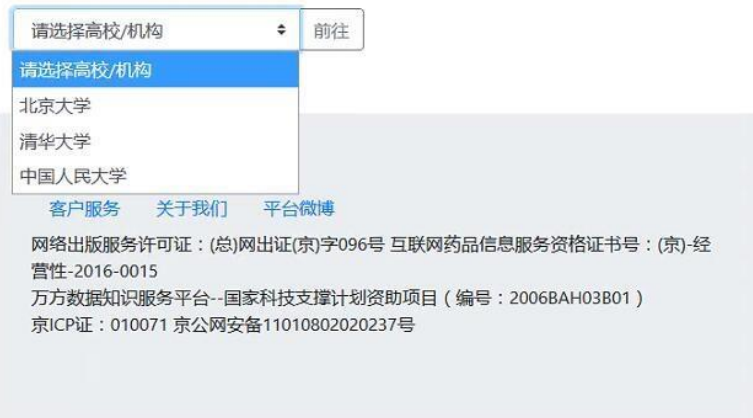 请选择高校/机构 前往
请选择高校/机构
北京大学
清华大学
中国人民大学
客户服务 关于我们 平台微博
网络出版服务许可证：(总)网出证(京)字096号 互联网药品信息服务资格证书号：(京)-经
营性-2016-0015
万方数据知识服务平台--国家科技支撑计划资助项目（编号：2006BAH03B01）
京ICP证：010071 京公网安备11010802020237号